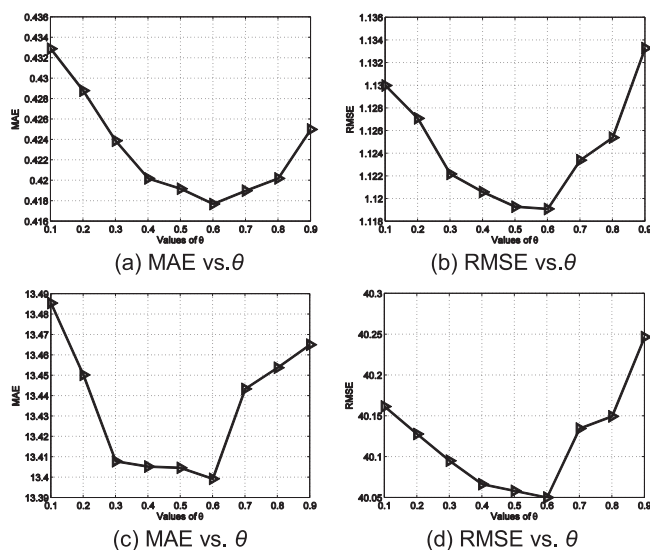 0.436
0.434
0.432
0.43
0.428
0.426
0.424
0.422
0.42
0.418
0.416
MAE
0.1 0.2 0.3 0.4 0.5 0.6 0.7 0.8 0.9
Values of θ
(a) MAE vs.θ
1.136
1.134
1.132
1.13
1.128
1.126
1.124
1.122
1.12
1.118
RMSE
0.1 0.2 0.3 0.4 0.5 0.6 0.7 0.8 0.9
Values of θ
(b) RMSE vs.θ
13.49
13.48
13.47
13.46
13.45
13.44
13.43
13.42
13.41
13.4
13.39
MAE
0.1 0.2 0.3 0.4 0.5 0.6 0.7 0.8 0.9
Values of θ
(c) MAE vs. θ
40.3
40.25
40.2
40.15
40.1
40.05
RMSE
0.1 0.2 0.3 0.4 0.5 0.6 0.7 0.8 0.9
Values of θ
(d) RMSE vs. θ